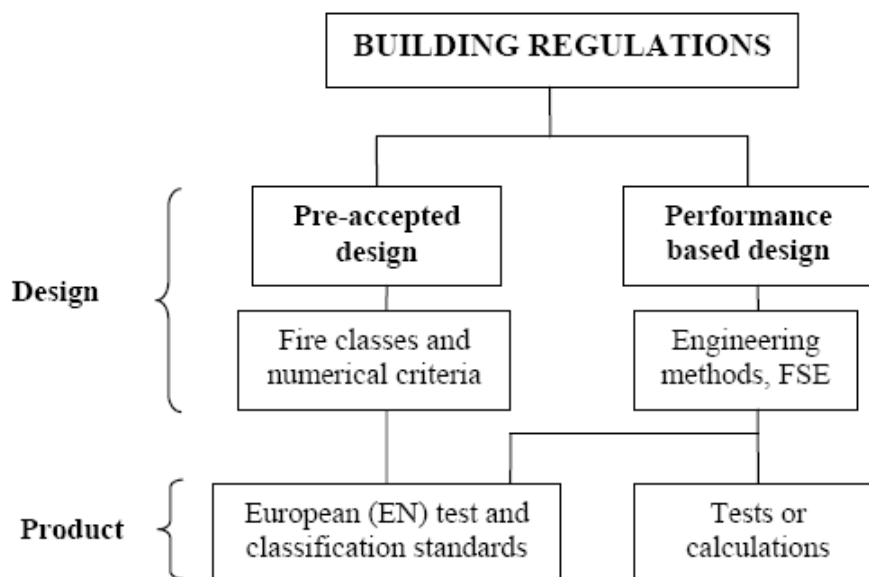 BUILDING REGULATIONS
Pre-accepted
design
Performance
based design
Design
Fire classes and
numerical criteria
Engineering
methods, FSE
Product
European (EN) test and
classification standards
Tests or
calculations